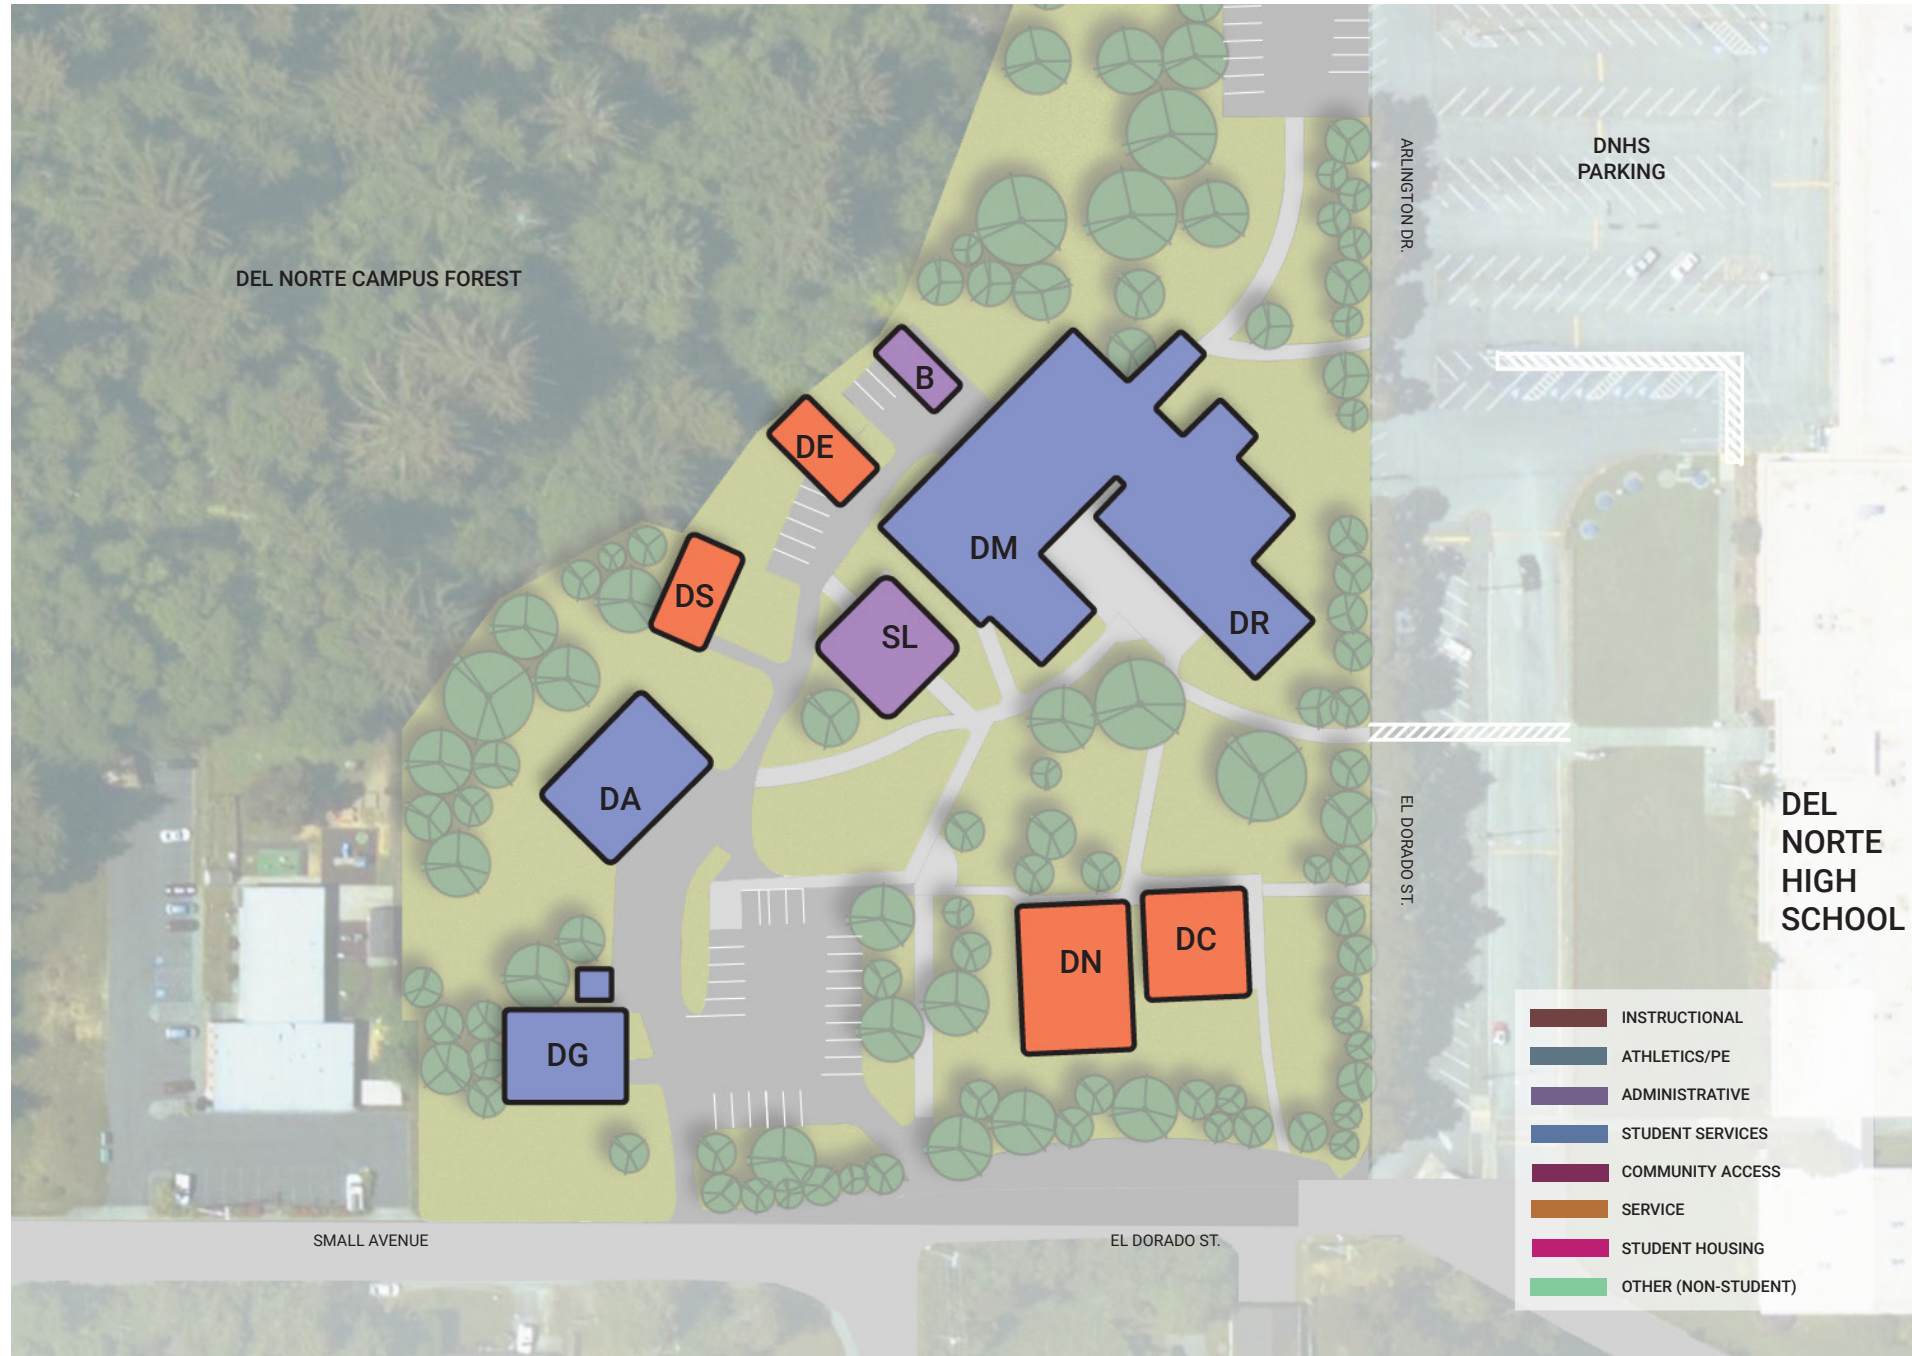 DNHS
PARKING
ARLINGTON DR.
DEL NORTE CAMPUS FOREST
B
DE
DM
DS
DR
SL
DA
DEL
NORTE
HIGH
SCHOOL
EL DORADO ST.
DC
DN
DG
INSTRUCTIONAL
ATHLETICS/PE
ADMINISTRATIVE
STUDENT SERVICES
COMMUNITY ACCESS
SERVICE
STUDENT HOUSING
OTHER (NON-STUDENT)
SMALL AVENUE
EL DORADO ST.